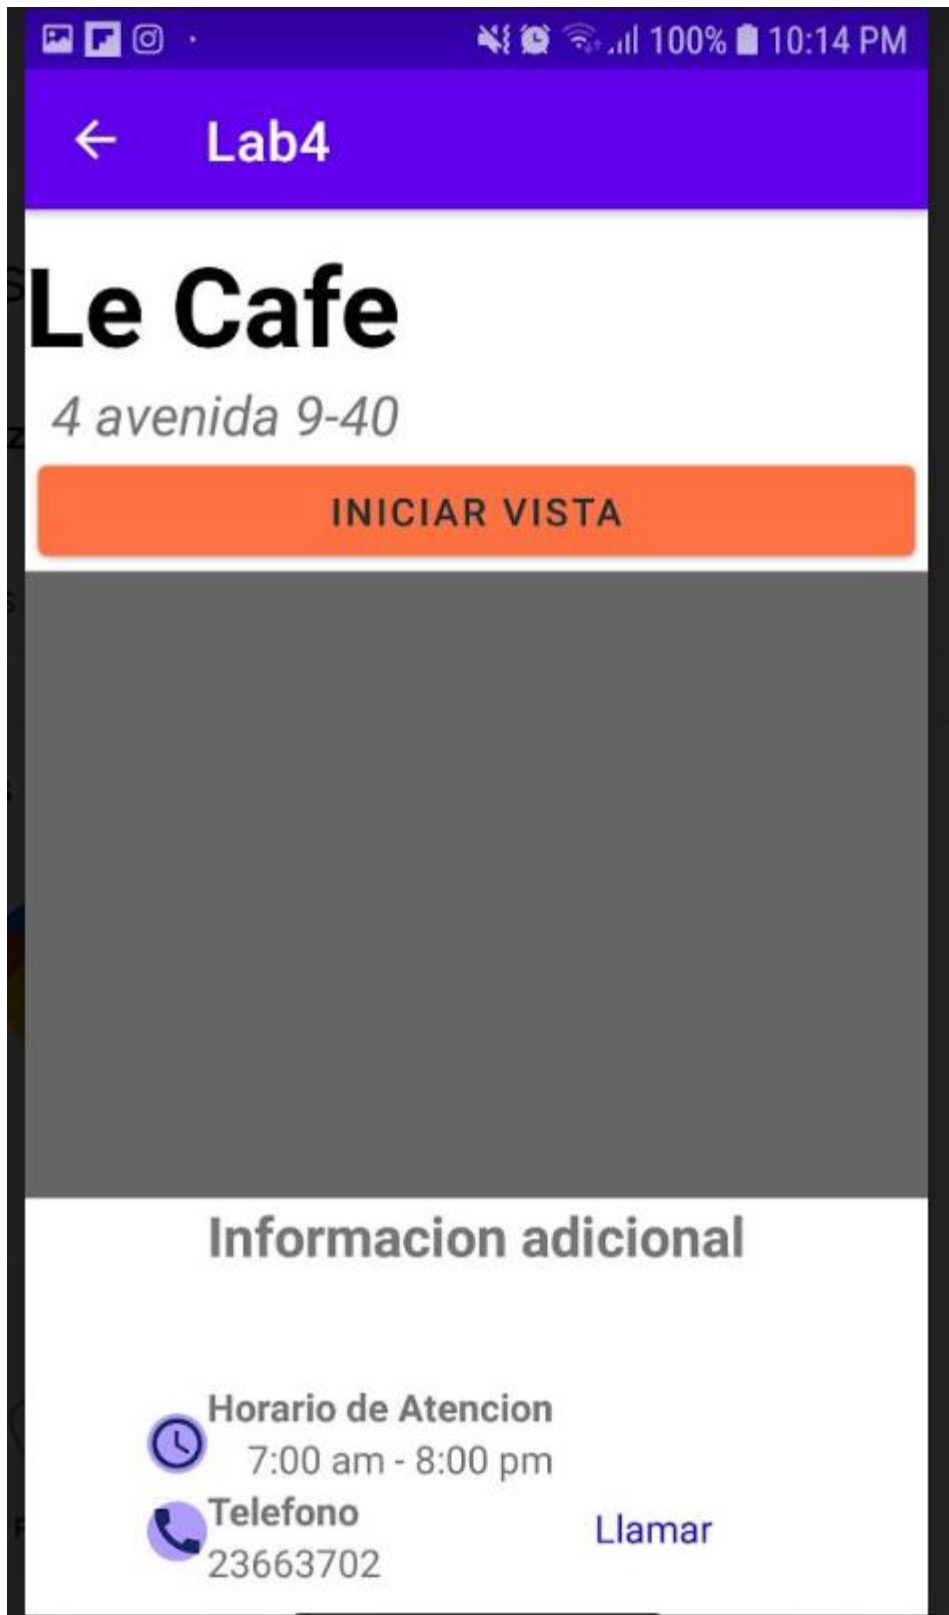 100% 10:14 PM
Lab4
Le Cafe
4 avenida 9-40
INICIAR VISTA
Informacion adicional
Horario de Atencion
7:00 am - 8:00 pm
Telefono
23663702
Llamar